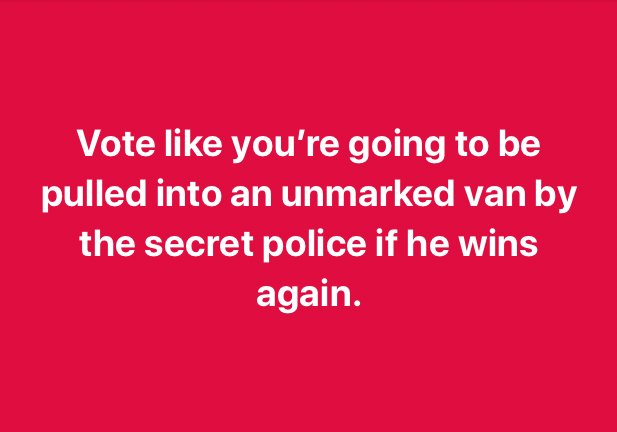 Vote like you’re going to be
pulled into an unmarked van by
the secret police if he wins
again.